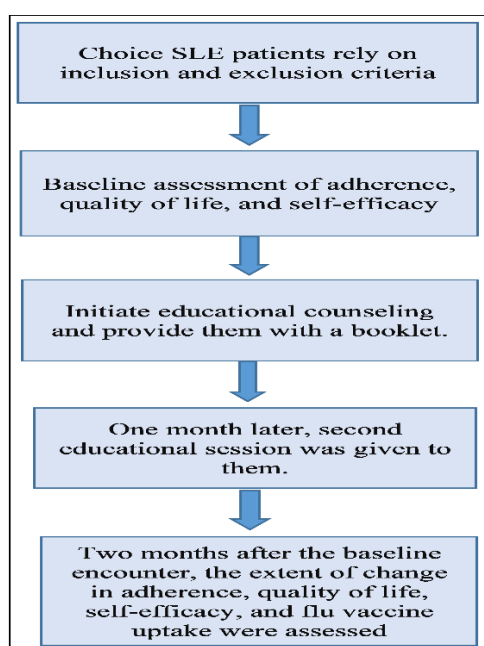 Choice SLE patients rely on
inclusion and exclusion criteria
Baseline assessment of adherence,
quality of life, and self-efficacy
Initiate educational counseling
and provide them with a booklet.
One month later, second
educational session was given to
them.
Two months after the baseline
encounter, the extent of change
in adherence, quality of life,
self-efficacy, and flu vaccine
uptake were assessed